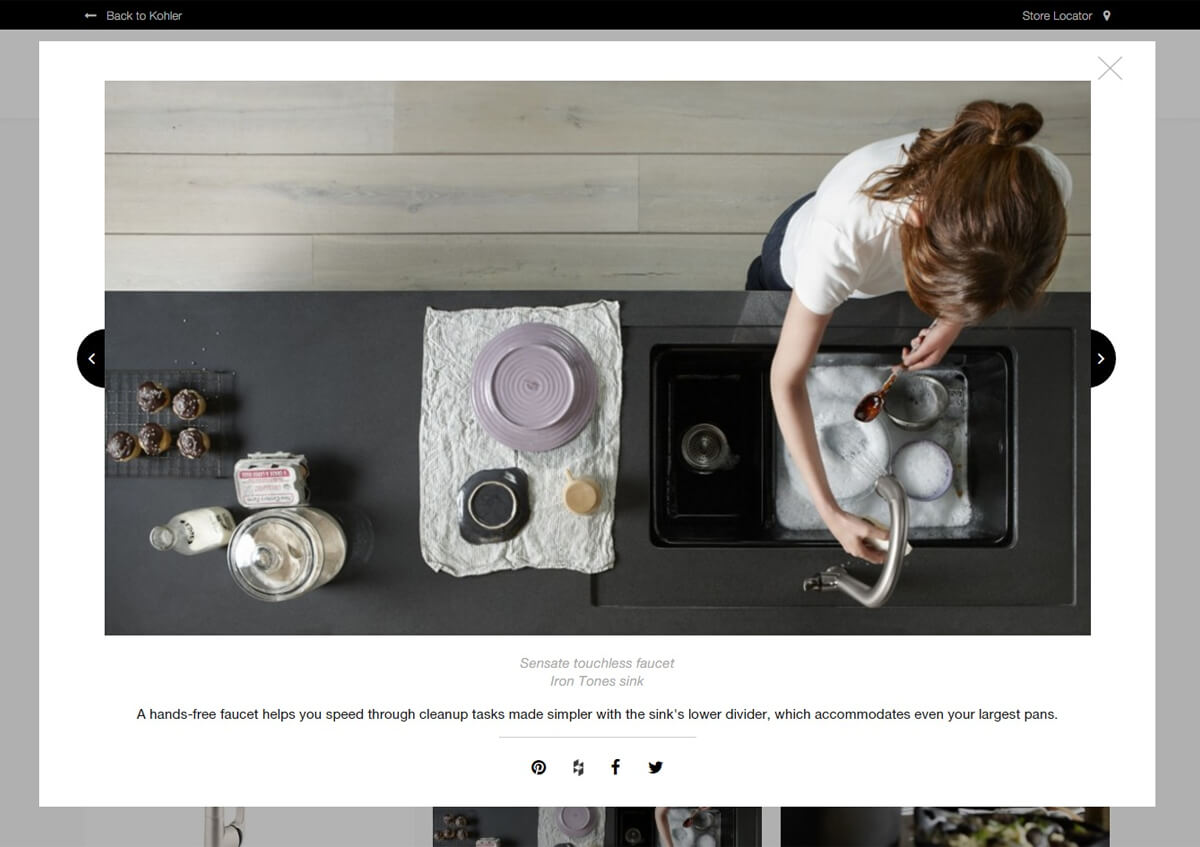 Back to Kohler
Store Locator
Sensate touchless faucet
Iron Tones sink
A hands-free faucet helps you speed through cleanup tasks made simpler with the sink's lower divider, which accommodates even your largest pans.